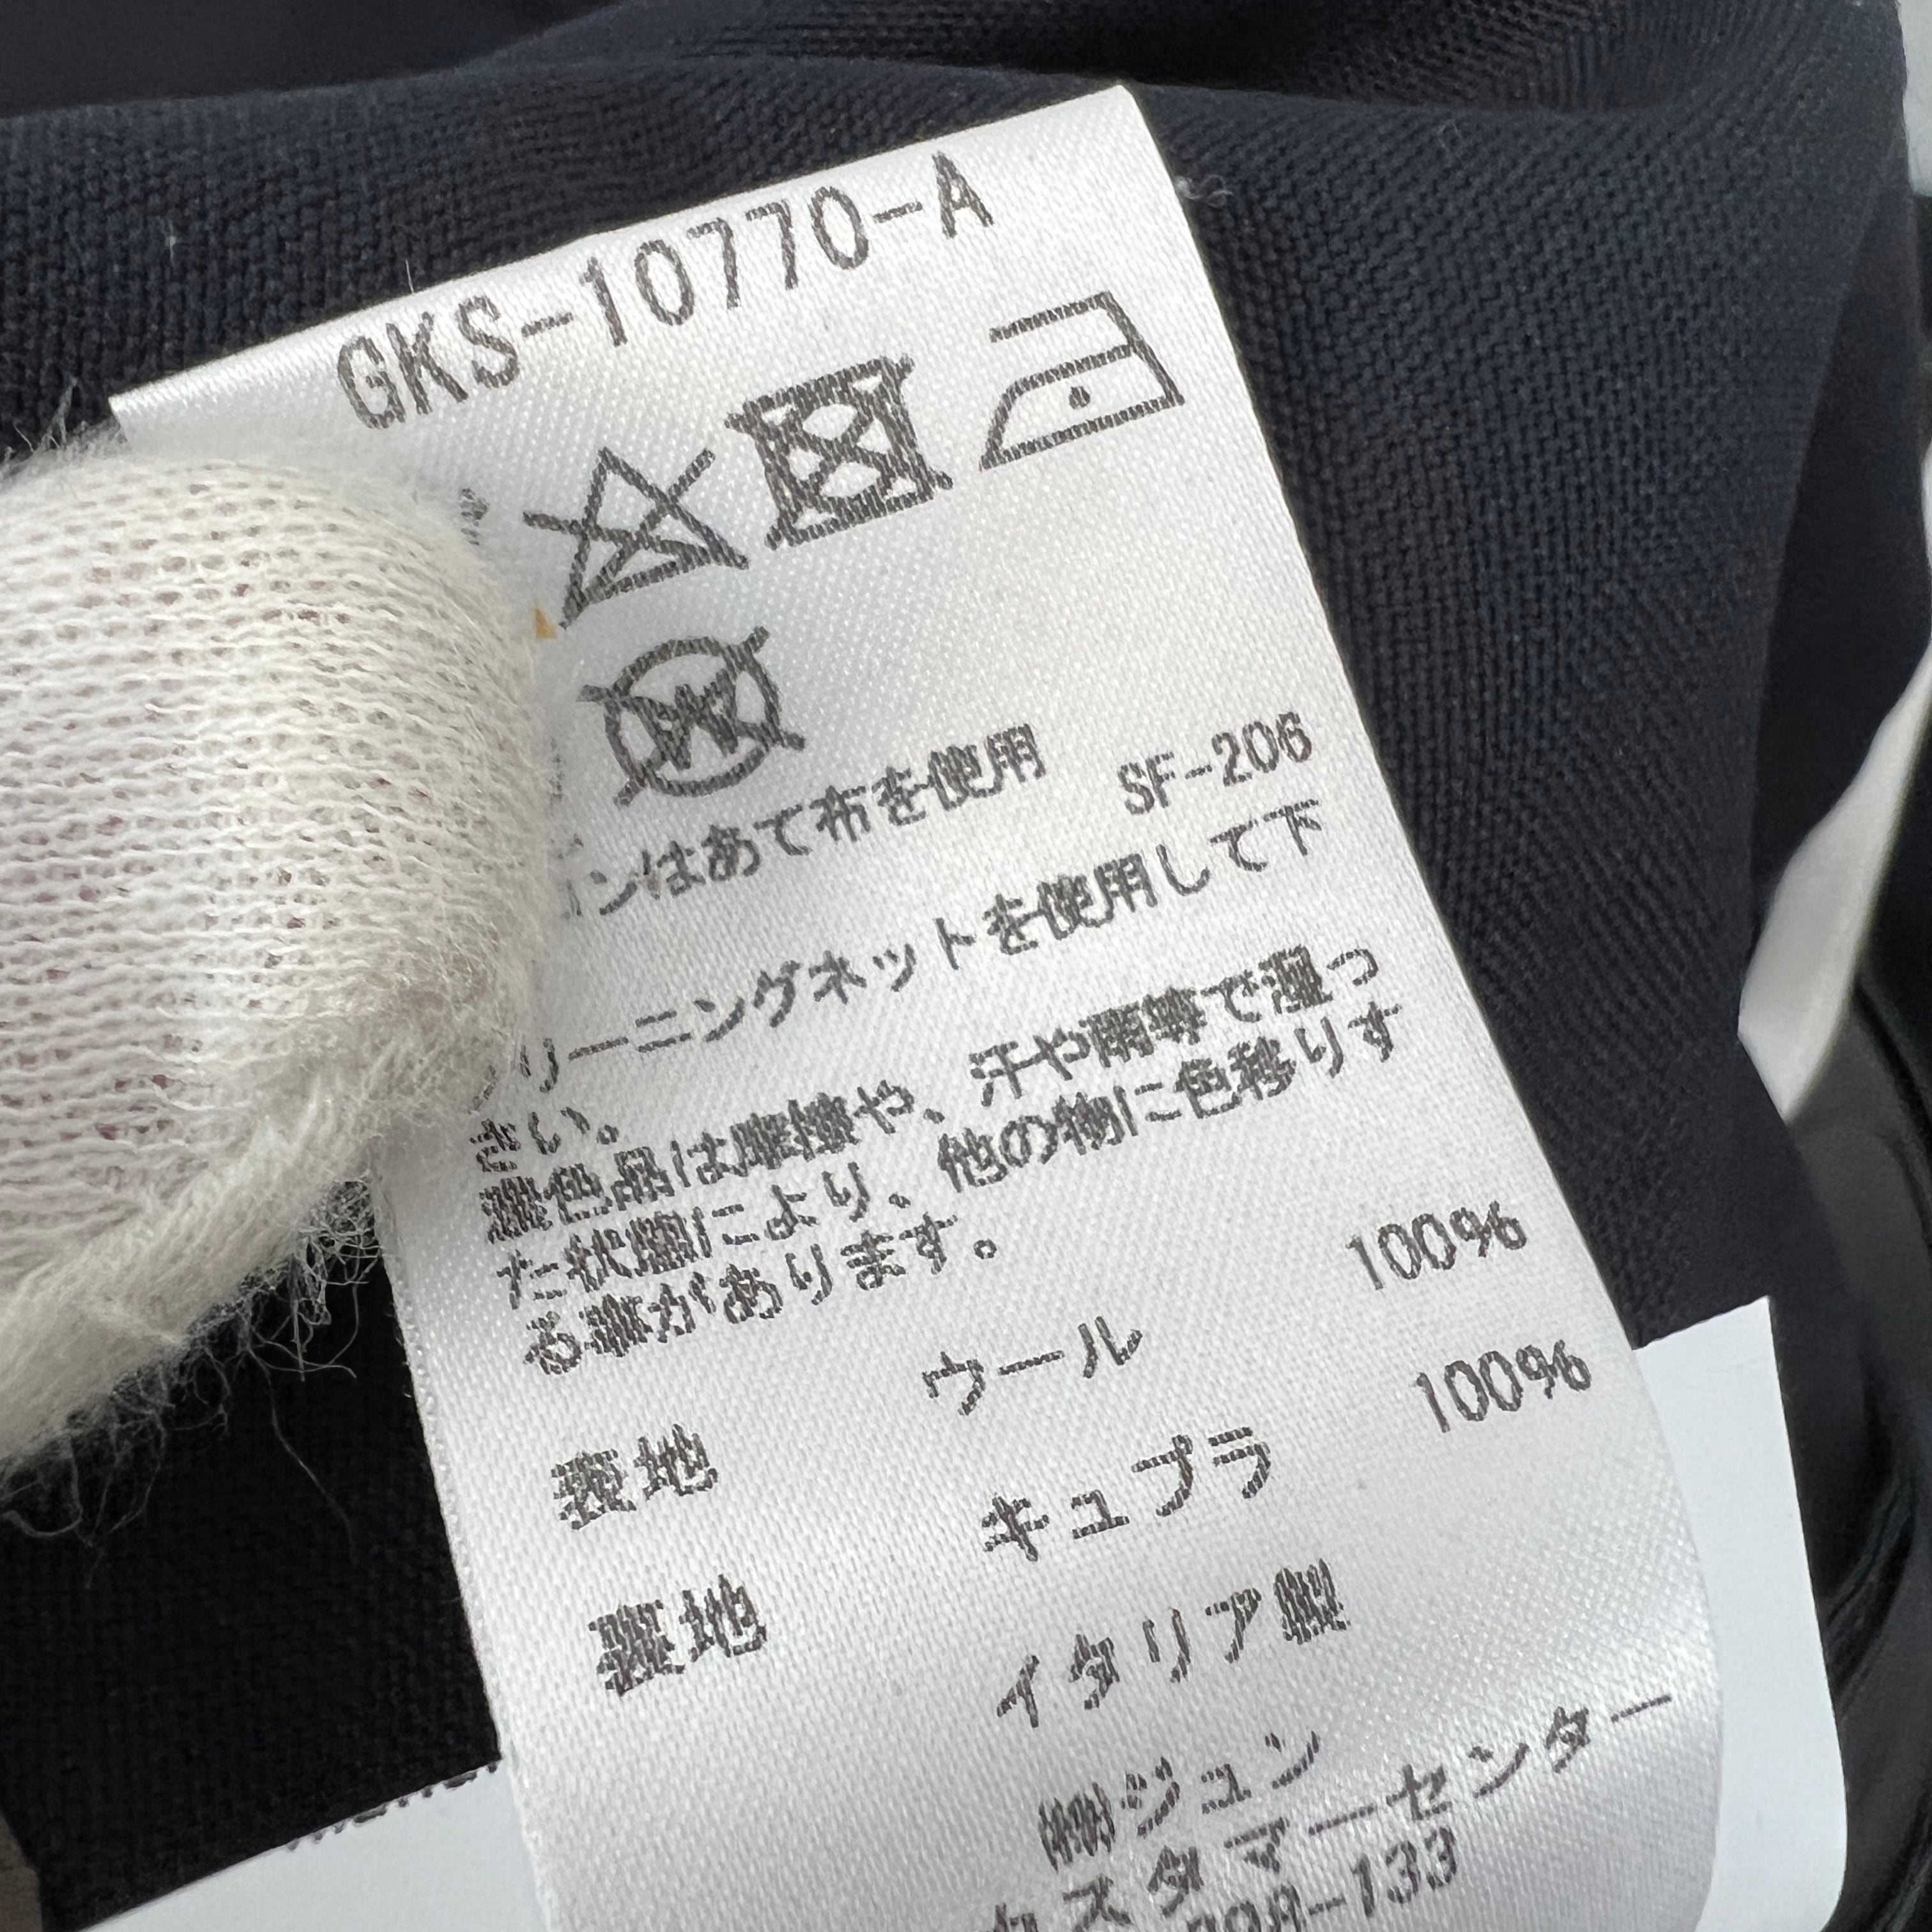 GKS-10770-A
W
ンはあて布を使用 SF-206
リーニングネットを使用して下
さい。
濃色品は摩擦や、汗や雨等で湿っ
た状態により、他の物に色移りす
る事があります。
表地 ウール 100%
裏地 キュプラ 100%
イタリア製
㈱ジュン
カスタマーセンター
-133